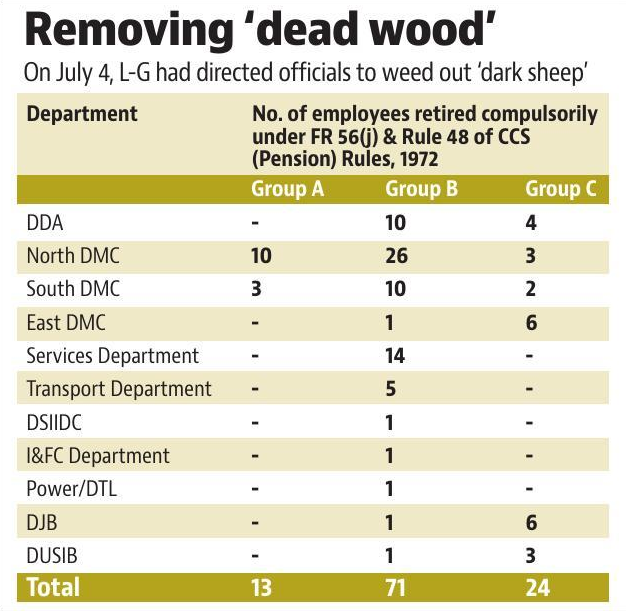 Removing ‘dead wood’
On July 4, L-G had directed officials to weed out ‘dark sheep’
Department No. of employees retired compulsorily
under FR 56(j) & Rule 48 of CCS
(Pension) Rules, 1972
Group A Group B Group C
DDA - 10 4
North DMC 10 26 3
South DMC 3 10 2
East DMC - 1 6
Services Department - 14 -
Transport Department - 5 -
DSIIDC - 1 -
I&FC Department - 1 -
Power/DTL - 1 -
DJB - 1 6
DUSIB - 1 3
Total 13 71 24